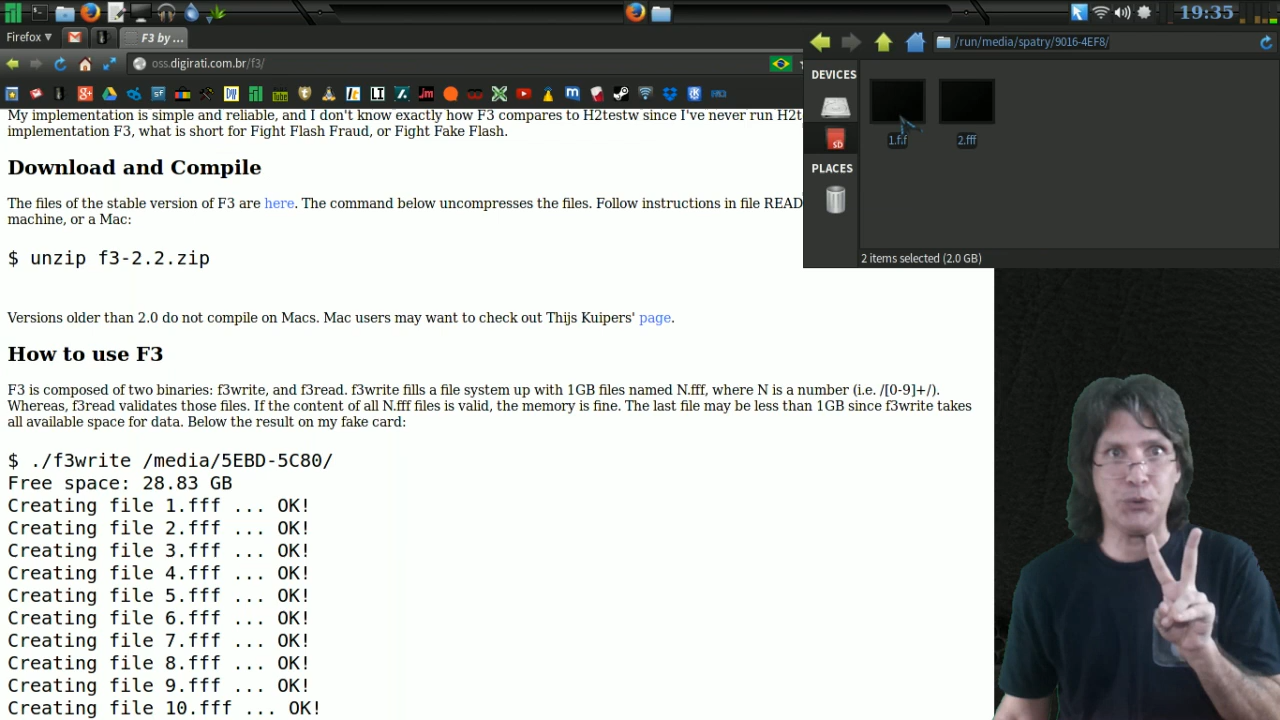 19:35
Firefox
F3 by ...
oss.digirati.com.br/f3/
/run/media/spatry/9016-4EF8/
DEVICES
PLACES
1.f.f
2.fff
2 items selected (2.0 GB)
My implementation is simple and reliable, and I don't know exactly how F3 compares to H2testw since I've never run H2t
implementation F3, what is short for Fight Flash Fraud, or Fight Fake Flash.
Download and Compile
The files of the stable version of F3 are here. The command below uncompresses the files. Follow instructions in file READ
machine, or a Mac:
$ unzip f3-2.2.zip
Versions older than 2.0 do not compile on Macs. Mac users may want to check out Thijs Kuipers' page.
How to use F3
F3 is composed of two binaries: f3write, and f3read. f3write fills a file system up with 1GB files named N.fff, where N is a number (i.e. /[0-9]+/).
Whereas, f3read validates those files. If the content of all N.fff files is valid, the memory is fine. The last file may be less than 1GB since f3write takes
all available space for data. Below the result on my fake card:
$ ./f3write /media/5EBD-5C80/
Free space: 28.83 GB
Creating file 1.fff ... OK!
Creating file 2.fff ... OK!
Creating file 3.fff ... OK!
Creating file 4.fff ... OK!
Creating file 5.fff ... OK!
Creating file 6.fff ... OK!
Creating file 7.fff ... OK!
Creating file 8.fff ... OK!
Creating file 9.fff ... OK!
Creating file 10.fff ... OK!